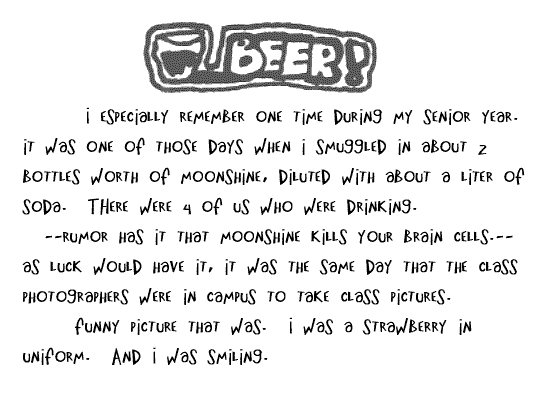 BEER!
i ESPECiALLY REMEMBER ONE TiME DURiNG MY SENiOR YEAR.
iT WAS ONE OF THOSE DAYS WHEN i SMUGGLED iN ABOUT 2
BOTTLES WORTH OF MOONSHiNE, DiLUTED WiTH ABOUT A LiTER OF
SODA. THERE WERE 4 OF US WHO WERE DRiNKiNG.
--RUMOR HAS iT THAT MOONSHiNE KiLLS YOUR BRAiN CELLS.--
AS LUCK WOULD HAVE iT, iT WAS THE SAME DAY THAT THE CLASS
PHOTOGRAPHERS WERE iN CAMPUS TO TAKE CLASS PiCTURES.
FUNNY PiCTURE THAT WAS. i WAS A STRAWBERRY iN
UNiFORM. AND i WAS SMiLiNG.